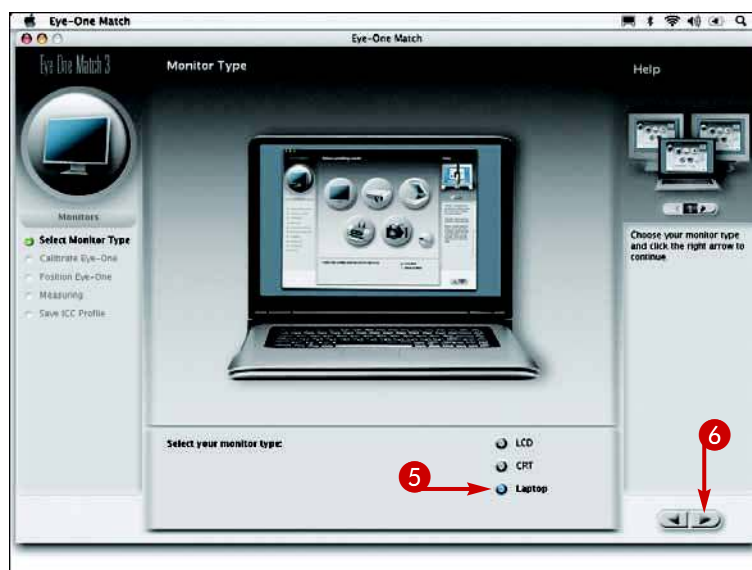 Eye-One Match
Eye-One Match
Eye One Match 3
Monitor Type
Help
Monitors
Select Monitor Type
Calibrate Eye-One
Position Eye-One
Measuring
Save ICC Profile
Choose your monitor type
and click the right arrow to
continue.
Select your monitor type:
LCD
CRT
Laptop
5
6